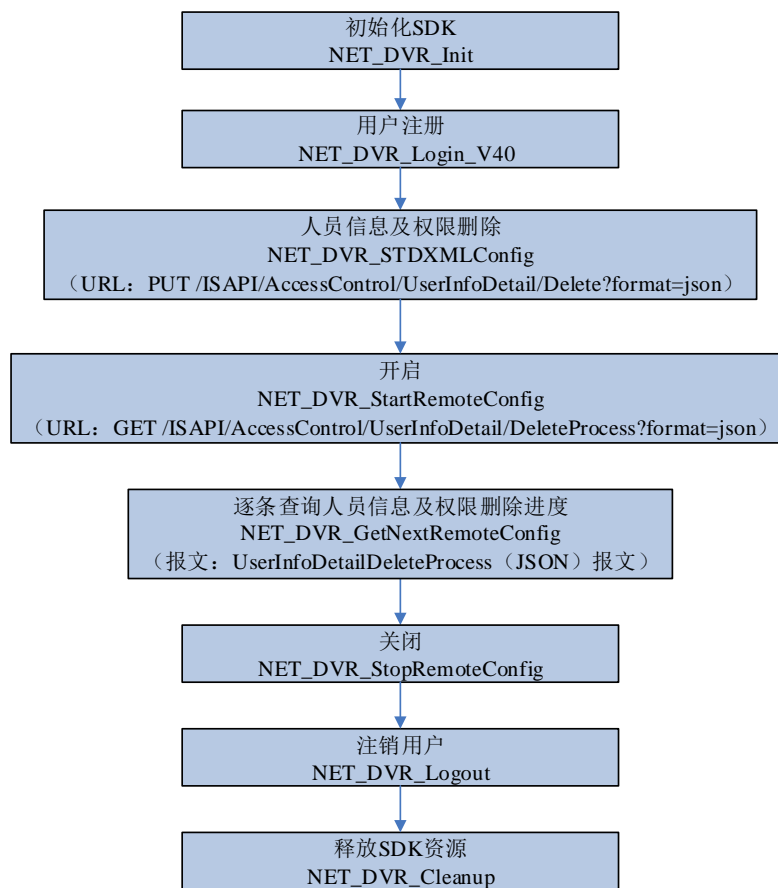 初始化SDK
NET_DVR_Init
用户注册
NET_DVR_Login_V40
人员信息及权限删除
NET_DVR_STDXMLConfig
（URL：PUT /ISAPI/AccessControl/UserInfoDetail/Delete?format=json）
开启
NET_DVR_StartRemoteConfig
（URL：GET /ISAPI/AccessControl/UserInfoDetail/DeleteProcess?format=json）
逐条查询人员信息及权限删除进度
NET_DVR_GetNextRemoteConfig
（报文：UserInfoDetailDeleteProcess（JSON）报文）
关闭
NET_DVR_StopRemoteConfig
注销用户
NET_DVR_Logout
释放SDK资源
NET_DVR_Cleanup